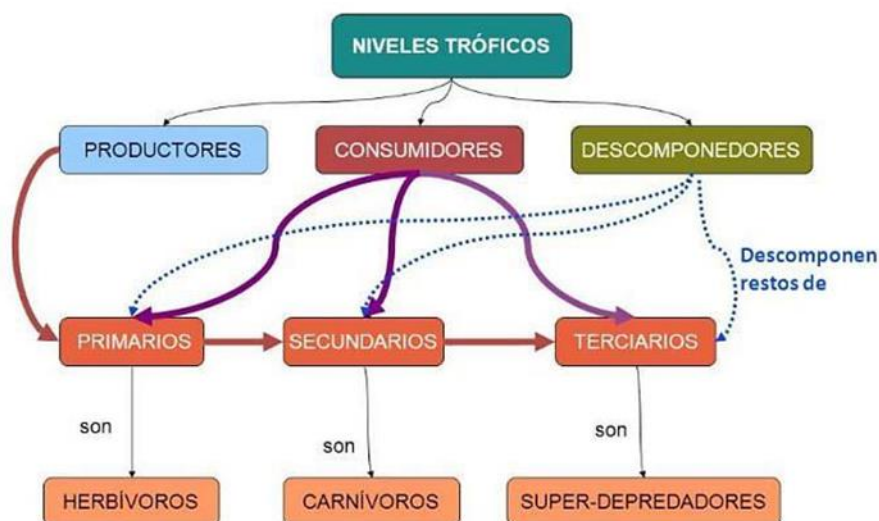 NIVELES TRÓFICOS
PRODUCTORES
CONSUMIDORES
DESCOMPONEDORES
Descomponen
restos de
PRIMARIOS
SECUNDARIOS
TERCIARIOS
son
son
son
HERBÍVOROS
CARNÍVOROS
SUPER-DEPREDADORES